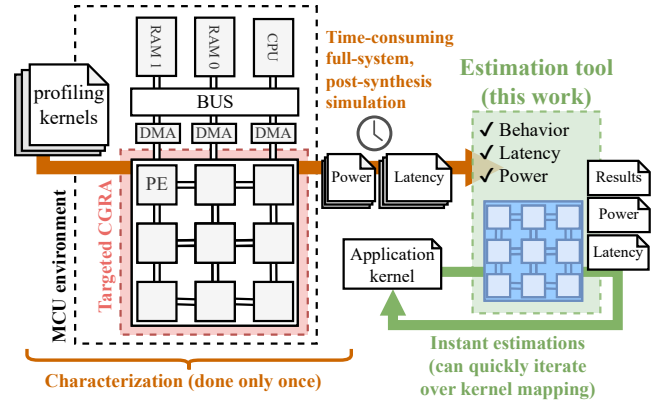 RAM 1
RAM 0
CPU
BUS
DMA
DMA
DMA
profiling
kernels
PE
MCU environment
Targeted CGRA
Time-consuming
full-system,
post-synthesis
simulation
Power
Latency
Estimation tool
(this work)
✓ Behavior
✓ Latency
✓ Power
Results
Power
Latency
Application
kernel
Characterization (done only once)
Instant estimations
(can quickly iterate
over kernel mapping)